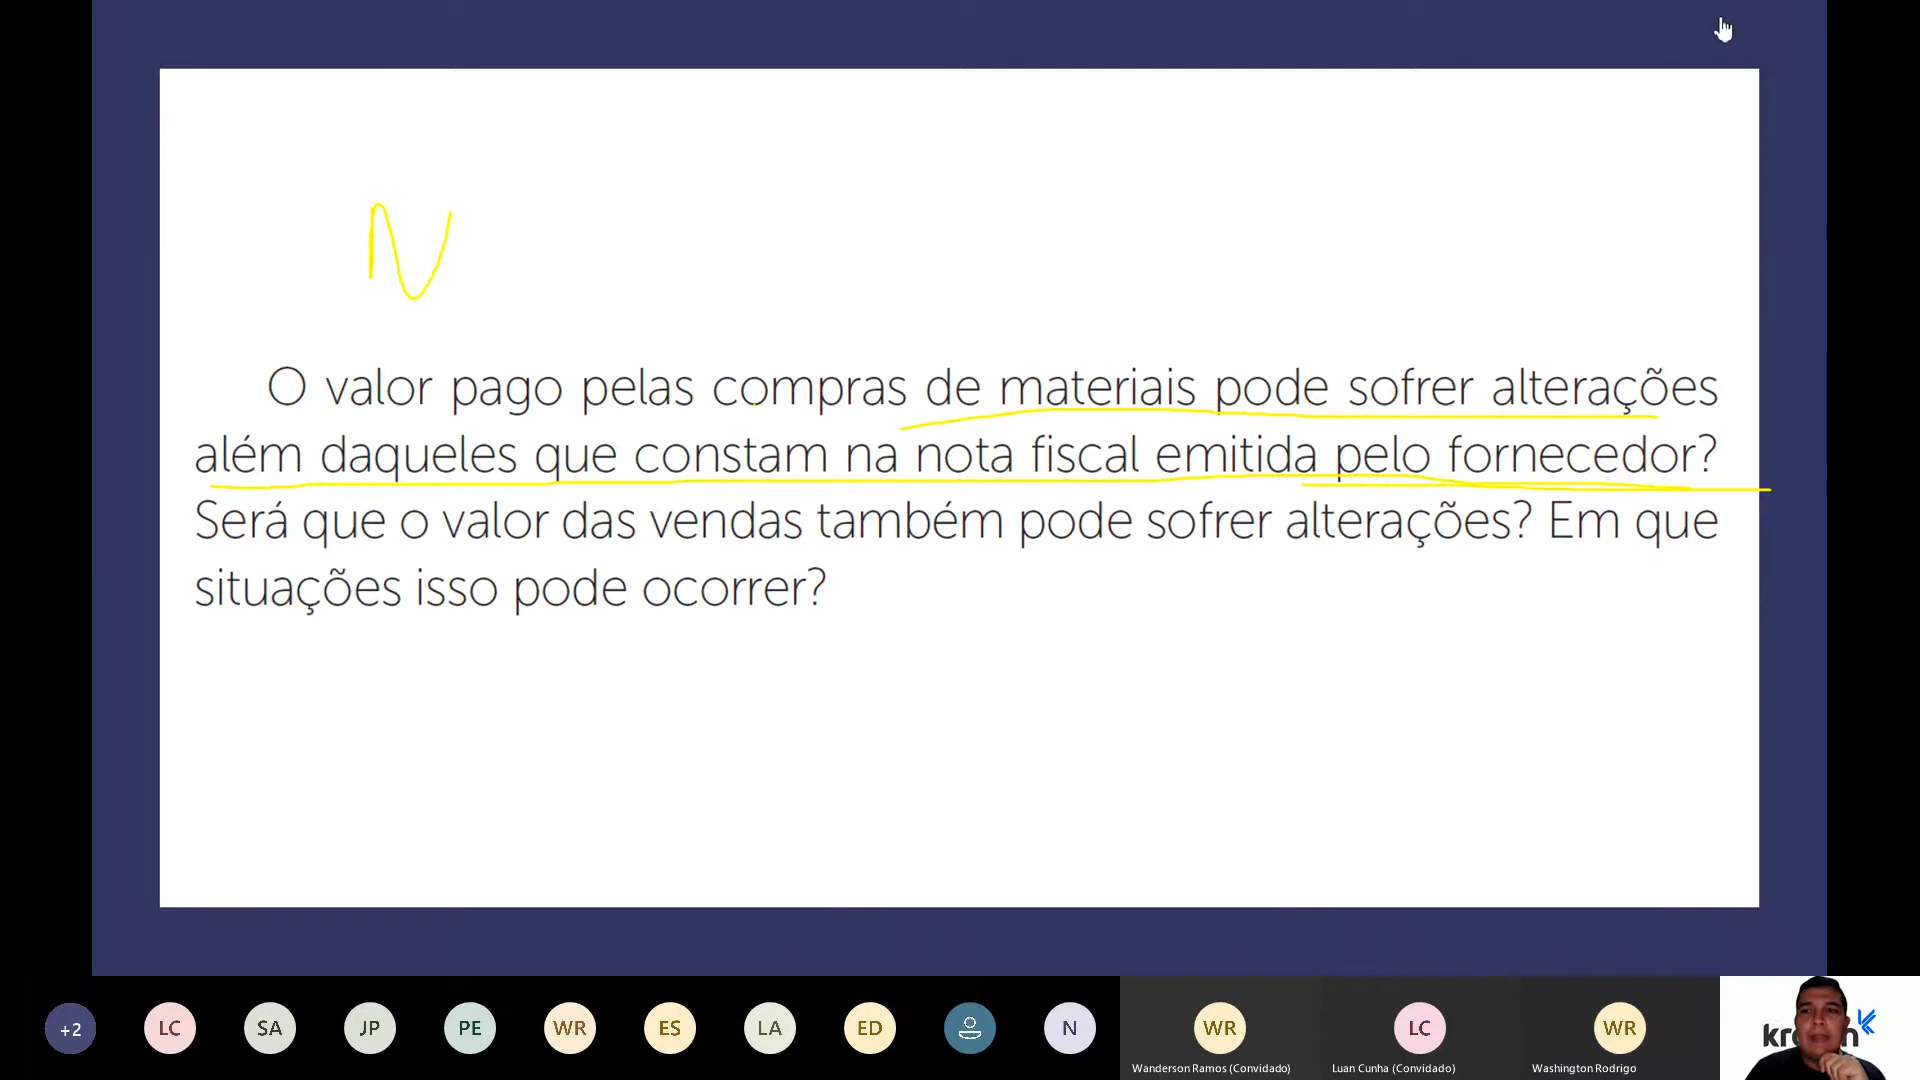 N
O valor pago pelas compras de materiais pode sofrer alterações
além daqueles que constam na nota fiscal emitida pelo fornecedor?
Será que o valor das vendas também pode sofrer alterações? Em que
situações isso pode ocorrer?
+2 LC SA JP PE WR ES LA ED N WR LC WR
Wanderson Ramos (Convidado) Luan Cunha (Convidado) Washington Rodrigo